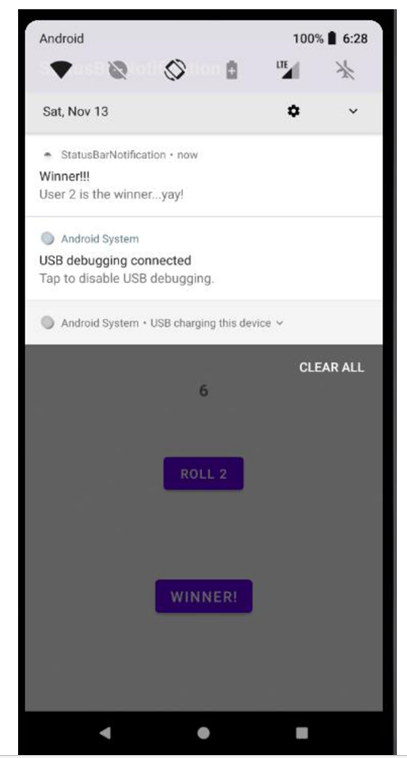 Android 100% 6:28
StatusBarNotification
LTE
Sat, Nov 13
StatusBarNotification • now
Winner!!!
User 2 is the winner...yay!
Android System
USB debugging connected
Tap to disable USB debugging.
Android System • USB charging this device
CLEAR ALL
6
ROLL 2
WINNER!